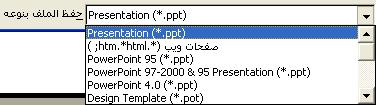 حفظ الملف بنوعه Presentation (*.ppt)
Presentation (*.ppt)
صفحات ويب (*.htm.*html ;)
PowerPoint 95 (*.ppt)
PowerPoint 97-2000 & 95 Presentation (*.ppt)
PowerPoint 4.0 (*.ppt)
Design Template (*.pot)